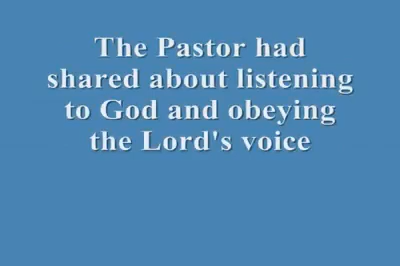 The Pastor had
shared about listening
to God and obeying
the Lord's voice